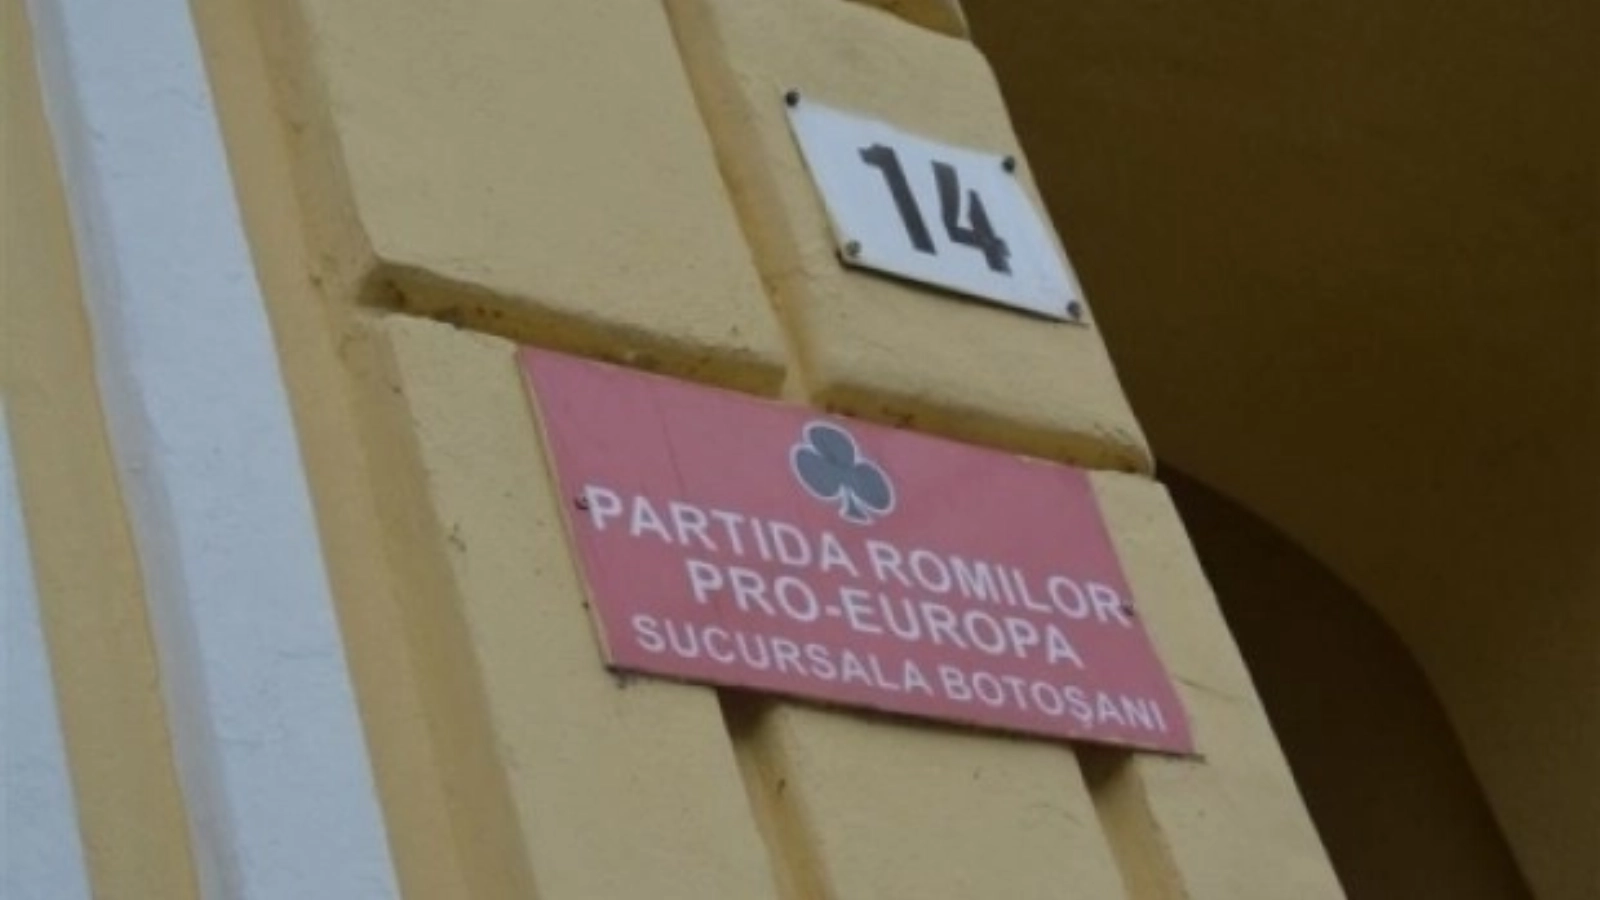 14
PARTIDA ROMILOR
PRO-EUROPA
SUCURSALA BOTOŞANI